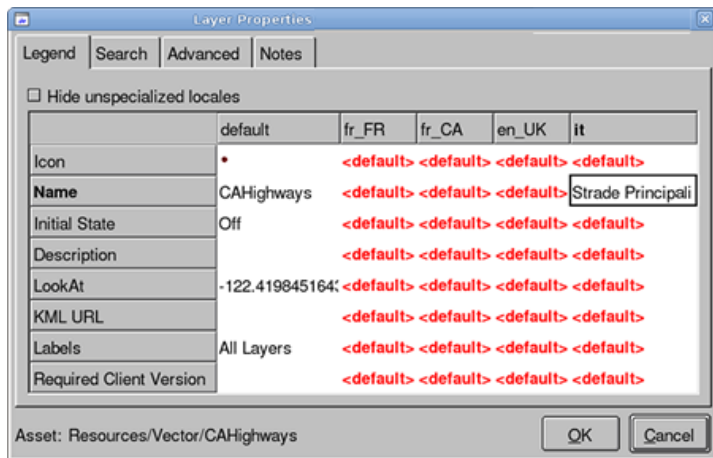 Layer Properties
Legend Search Advanced Notes
Hide unspecialized locales
default fr_FR fr_CA en_UK it
Icon <default> <default> <default> <default>
Name CAHighways <default> <default> <default> Strade Principali
Initial State Off <default> <default> <default> <default>
Description <default> <default> <default> <default>
LookAt -122.4198451643 <default> <default> <default> <default>
KML URL <default> <default> <default> <default>
Labels All Layers <default> <default> <default> <default>
Required Client Version <default> <default> <default> <default>
Asset: Resources/Vector/CAHighways OK Cancel